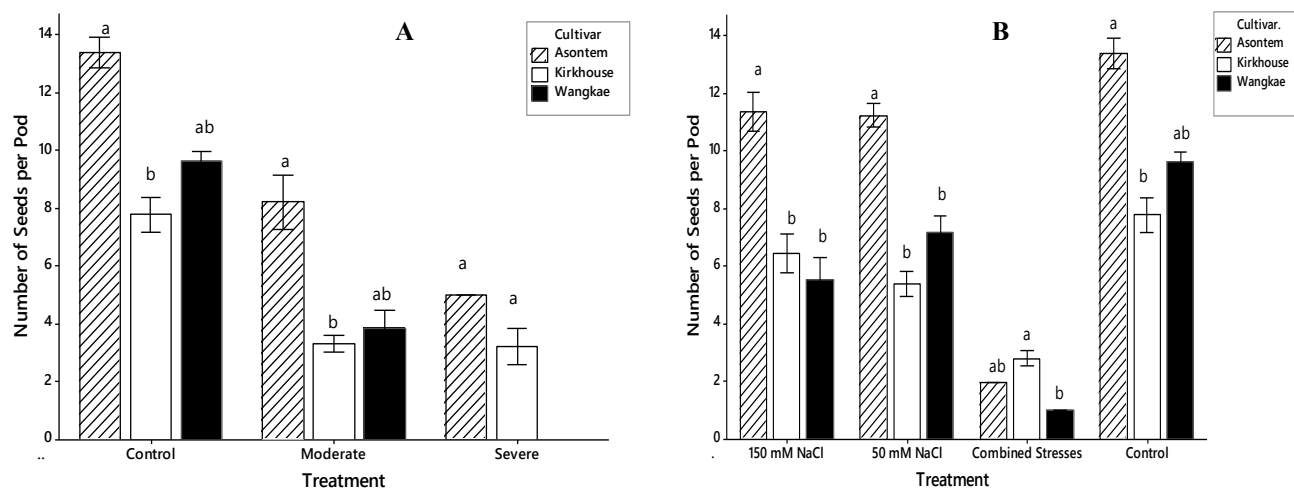 A
Cultivar
Asontem
Kirkhouse
Wangkae
Number of Seeds per Pod
14
12
10
8
6
4
2
0
a
b
ab
a
b
ab
a
a
Control
Moderate
Severe
..
Treatment
B
Cultivar.
Asontem
Kirkhouse
Wangkae
Number of Seeds per Pod
14
12
10
8
6
4
2
0
a
b
b
a
b
b
ab
a
b
a
b
ab
.
150 mM NaCl
50 mM NaCl
Combined Stresses
Control
Treatment